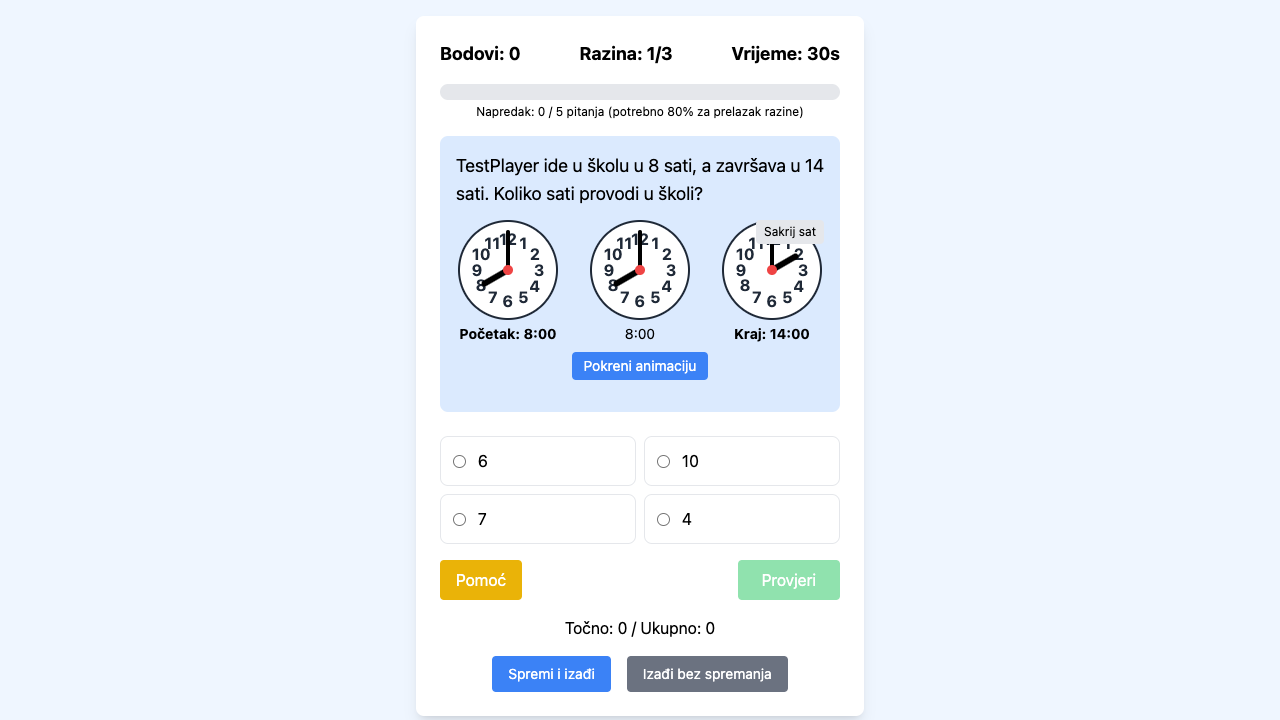 Bodovi: 0 Razina: 1/3 Vrijeme: 30s
Napredak: 0 / 5 pitanja (potrebno 80% za prelazak razine)
TestPlayer ide u školu u 8 sati, a završava u 14
sati. Koliko sati provodi u školi?
12 1 2 3 4 5 6 7 8 9 10 11
12 1 2 3 4 5 6 7 8 9 10 11
1 2 3 4 5 6 7 8 9 10 11
Sakrij sat
Početak: 8:00 8:00 Kraj: 14:00
Pokreni animaciju
6 10
7 4
Pomoć Provjeri
Točno: 0 / Ukupno: 0
Spremi i izađi Izađi bez spremanja